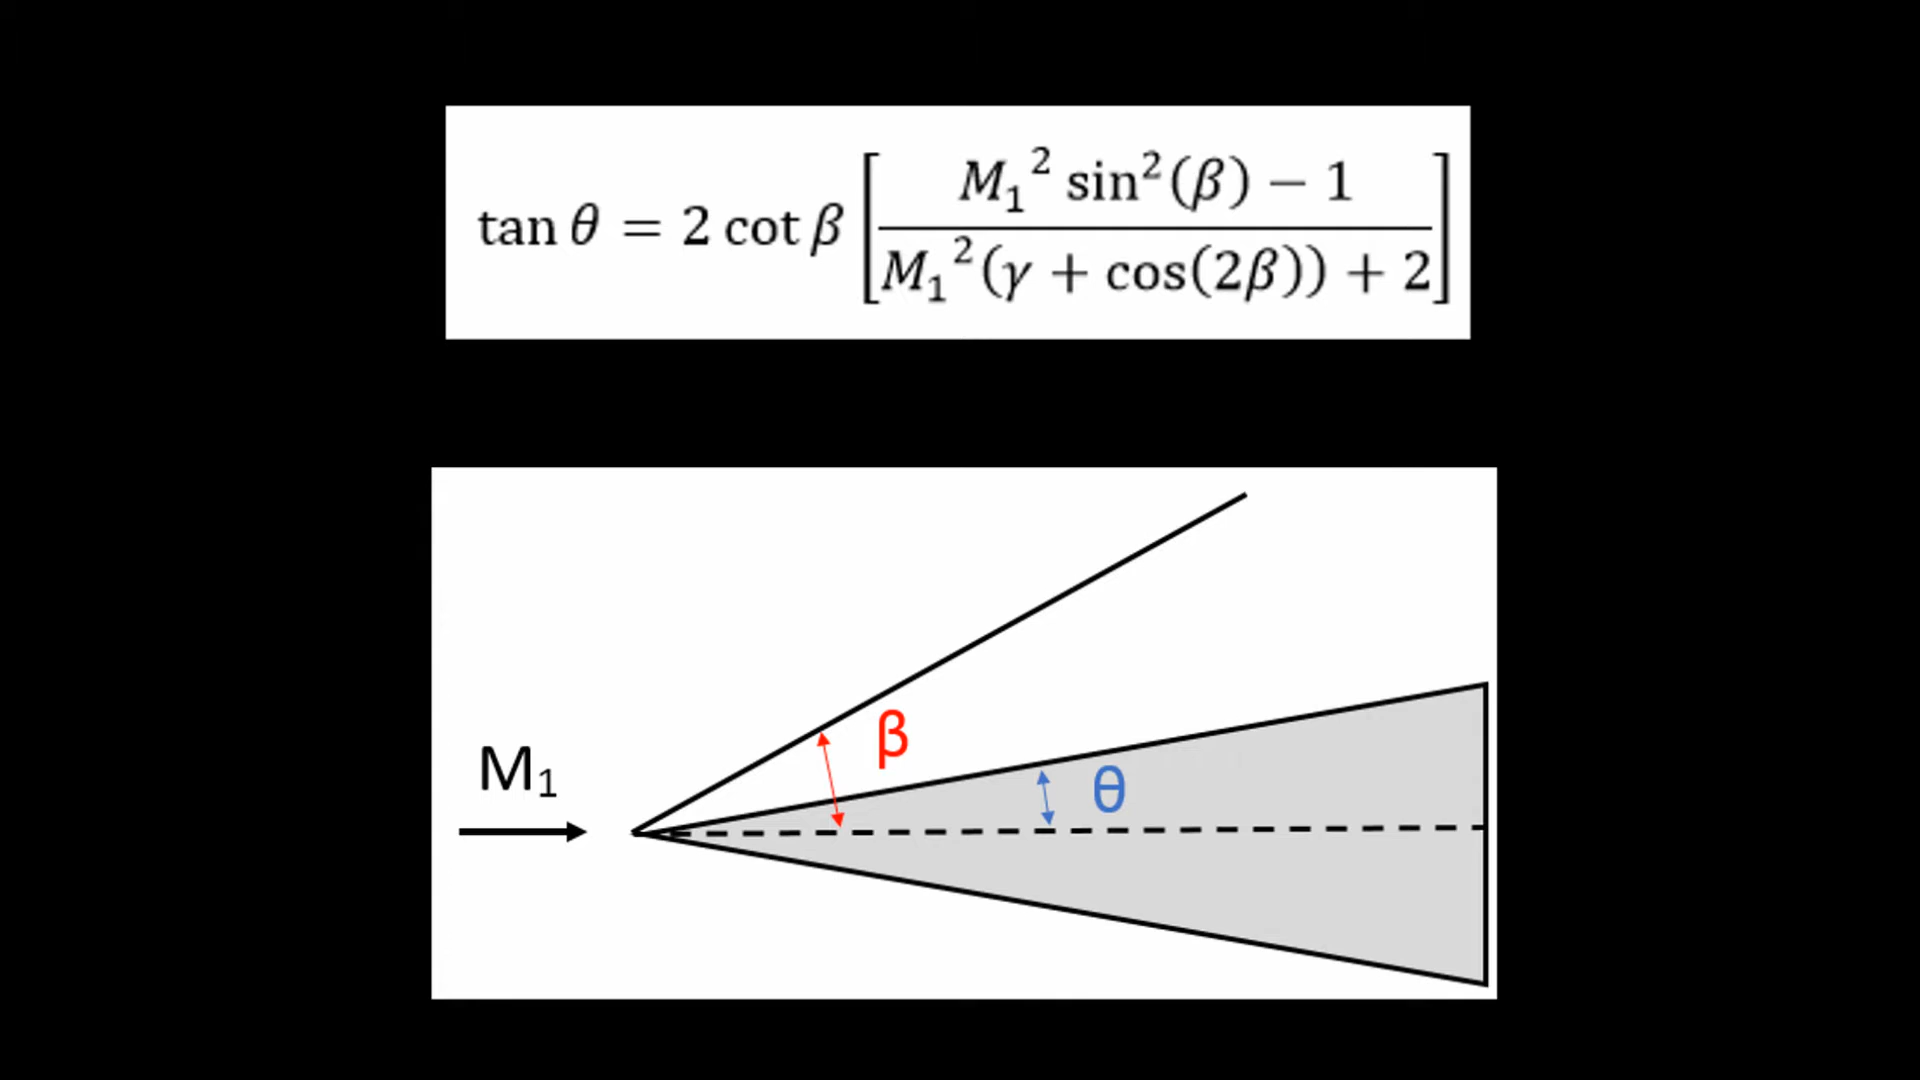 tan θ = 2 cot β [ (M₁² sin²(β) − 1) / (M₁²(γ + cos(2β)) + 2) ]
β
M₁
θ